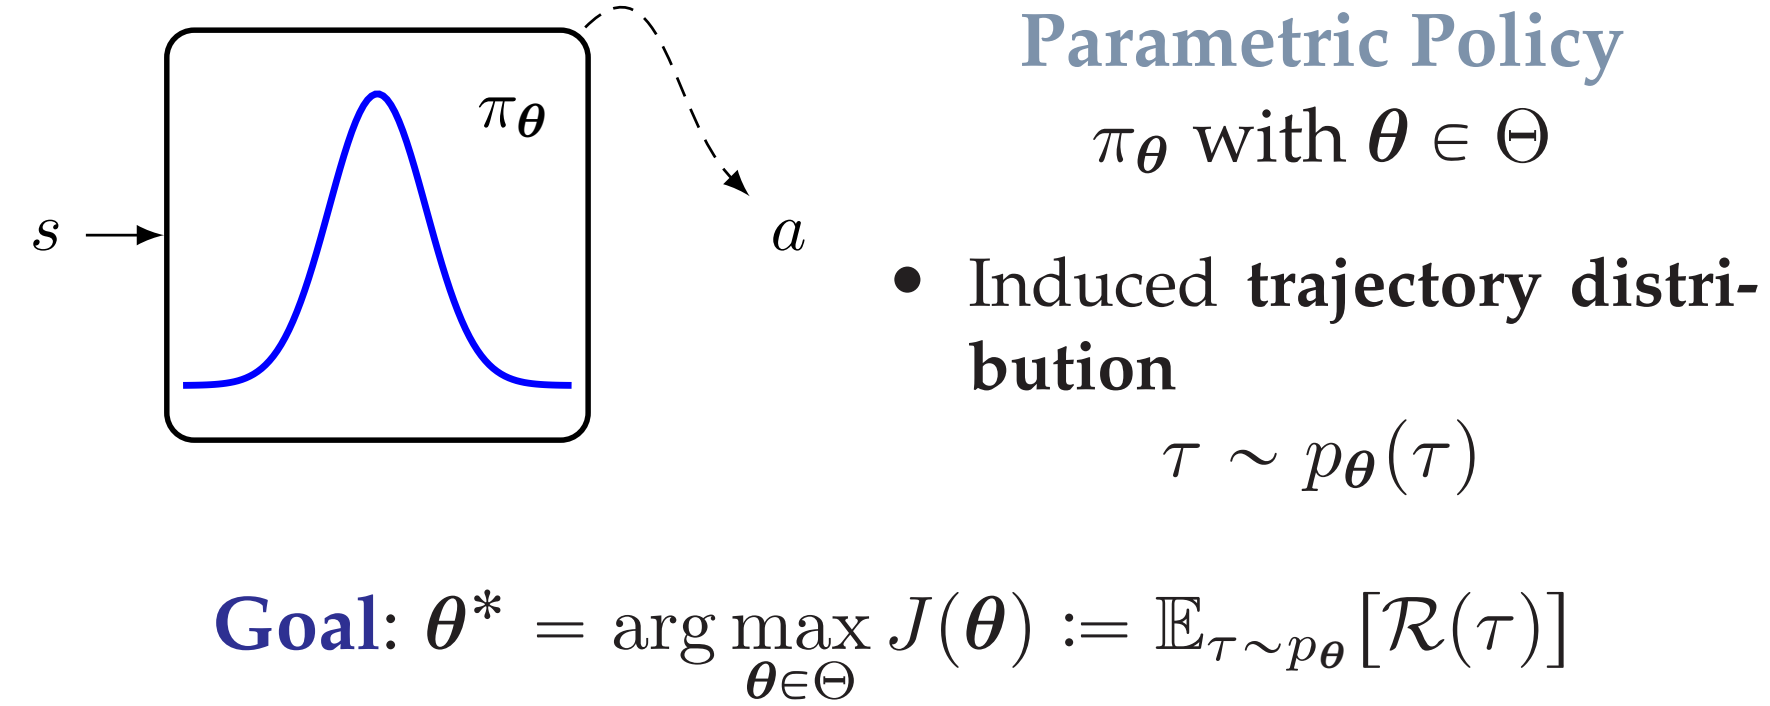 π_θ
s
a
Parametric Policy
π_θ with θ ∈ Θ
• Induced trajectory distri-
bution
τ ∼ p_θ(τ)
Goal: θ* = arg max_{θ∈Θ} J(θ) := 𝔼_{τ∼p_θ}[ℛ(τ)]